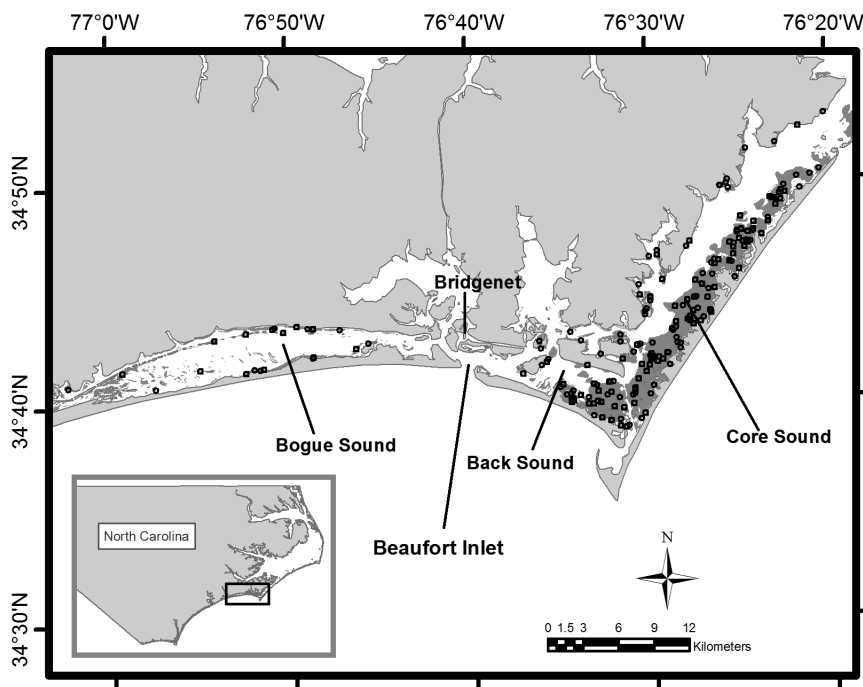 77°0'W 76°50'W 76°40'W 76°30'W 76°20'W
34°50'N
34°40'N
34°30'N
Bridgenet
Bogue Sound
Back Sound
Core Sound
Beaufort Inlet
North Carolina
N
0 1.5 3 6 9 12
Kilometers